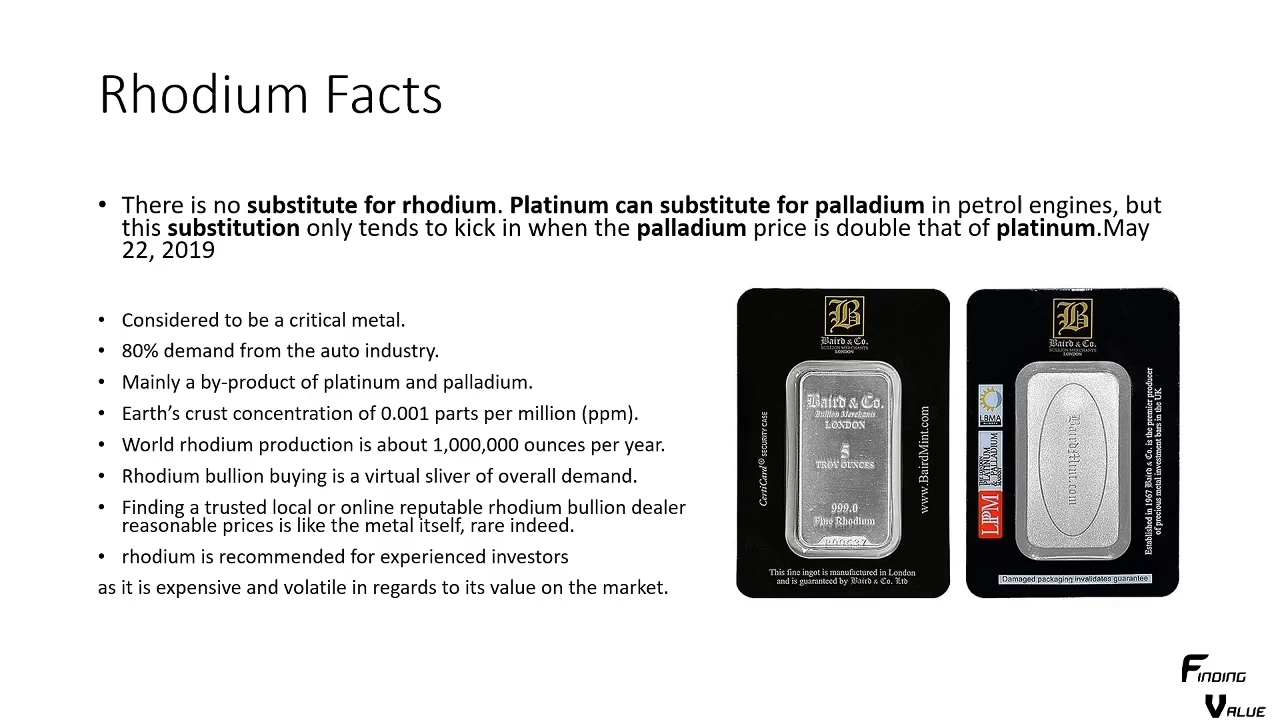 Rhodium Facts
• There is no substitute for rhodium. Platinum can substitute for palladium in petrol engines, but
this substitution only tends to kick in when the palladium price is double that of platinum.May
22, 2019
• Considered to be a critical metal.
• 80% demand from the auto industry.
• Mainly a by-product of platinum and palladium.
• Earth's crust concentration of 0.001 parts per million (ppm).
• World rhodium production is about 1,000,000 ounces per year.
• Rhodium bullion buying is a virtual sliver of overall demand.
• Finding a trusted local or online reputable rhodium bullion dealer
reasonable prices is like the metal itself, rare indeed.
• rhodium is recommended for experienced investors
as it is expensive and volatile in regards to its value on the market.
B
Baird & Co.
BULLION MERCHANTS
LONDON
CertiCard® SECURITY CASE
Baird & Co.
Bullion Merchants
LONDON
5
TROY OUNCES
999.0
Fine Rhodium
www.BairdMint.com
This fine ingot is manufactured in London
and is guaranteed by Baird & Co. Ltd
B
Baird & Co.
BULLION MERCHANTS
LONDON
LBMA
PLATINUM
& PALLADIUM
LPM
BairdMint.com
Established in 1967 Baird & Co. is the premier producer
of precious metal investment bars in the UK
Damaged packaging invalidates guarantee
Finding
Value